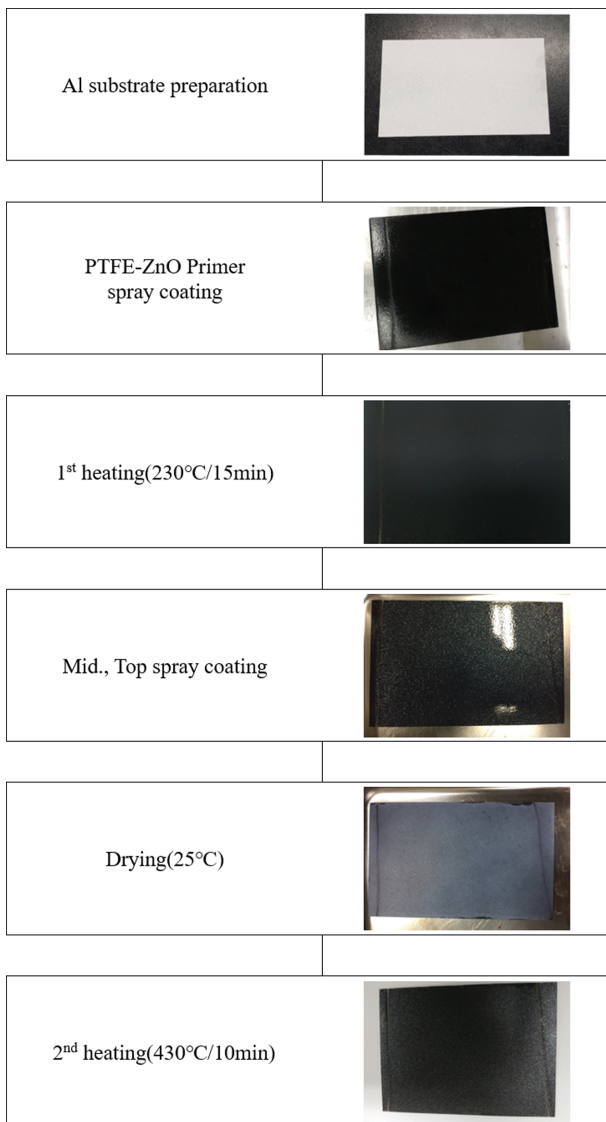 Al substrate preparation
PTFE-ZnO Primer
spray coating
1st heating(230℃/15min)
Mid., Top spray coating
Drying(25℃)
2nd heating(430℃/10min)